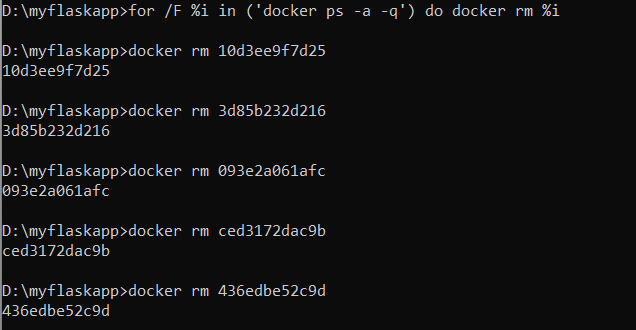 D:\myflaskapp>for /F %i in ('docker ps -a -q') do docker rm %i
D:\myflaskapp>docker rm 10d3ee9f7d25
10d3ee9f7d25
D:\myflaskapp>docker rm 3d85b232d216
3d85b232d216
D:\myflaskapp>docker rm 093e2a061afc
093e2a061afc
D:\myflaskapp>docker rm ced3172dac9b
ced3172dac9b
D:\myflaskapp>docker rm 436edbe52c9d
436edbe52c9d